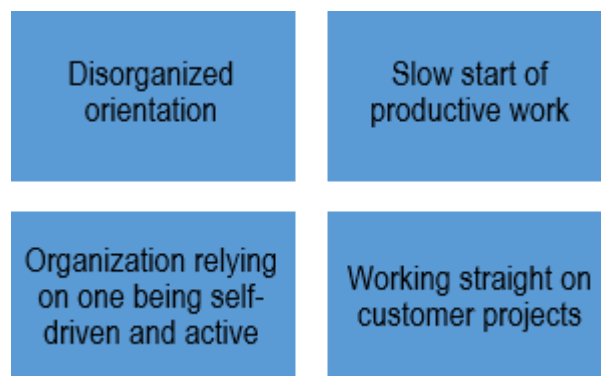 Disorganized
orientation
Slow start of
productive work
Organization relying
on one being self-
driven and active
Working straight on
customer projects